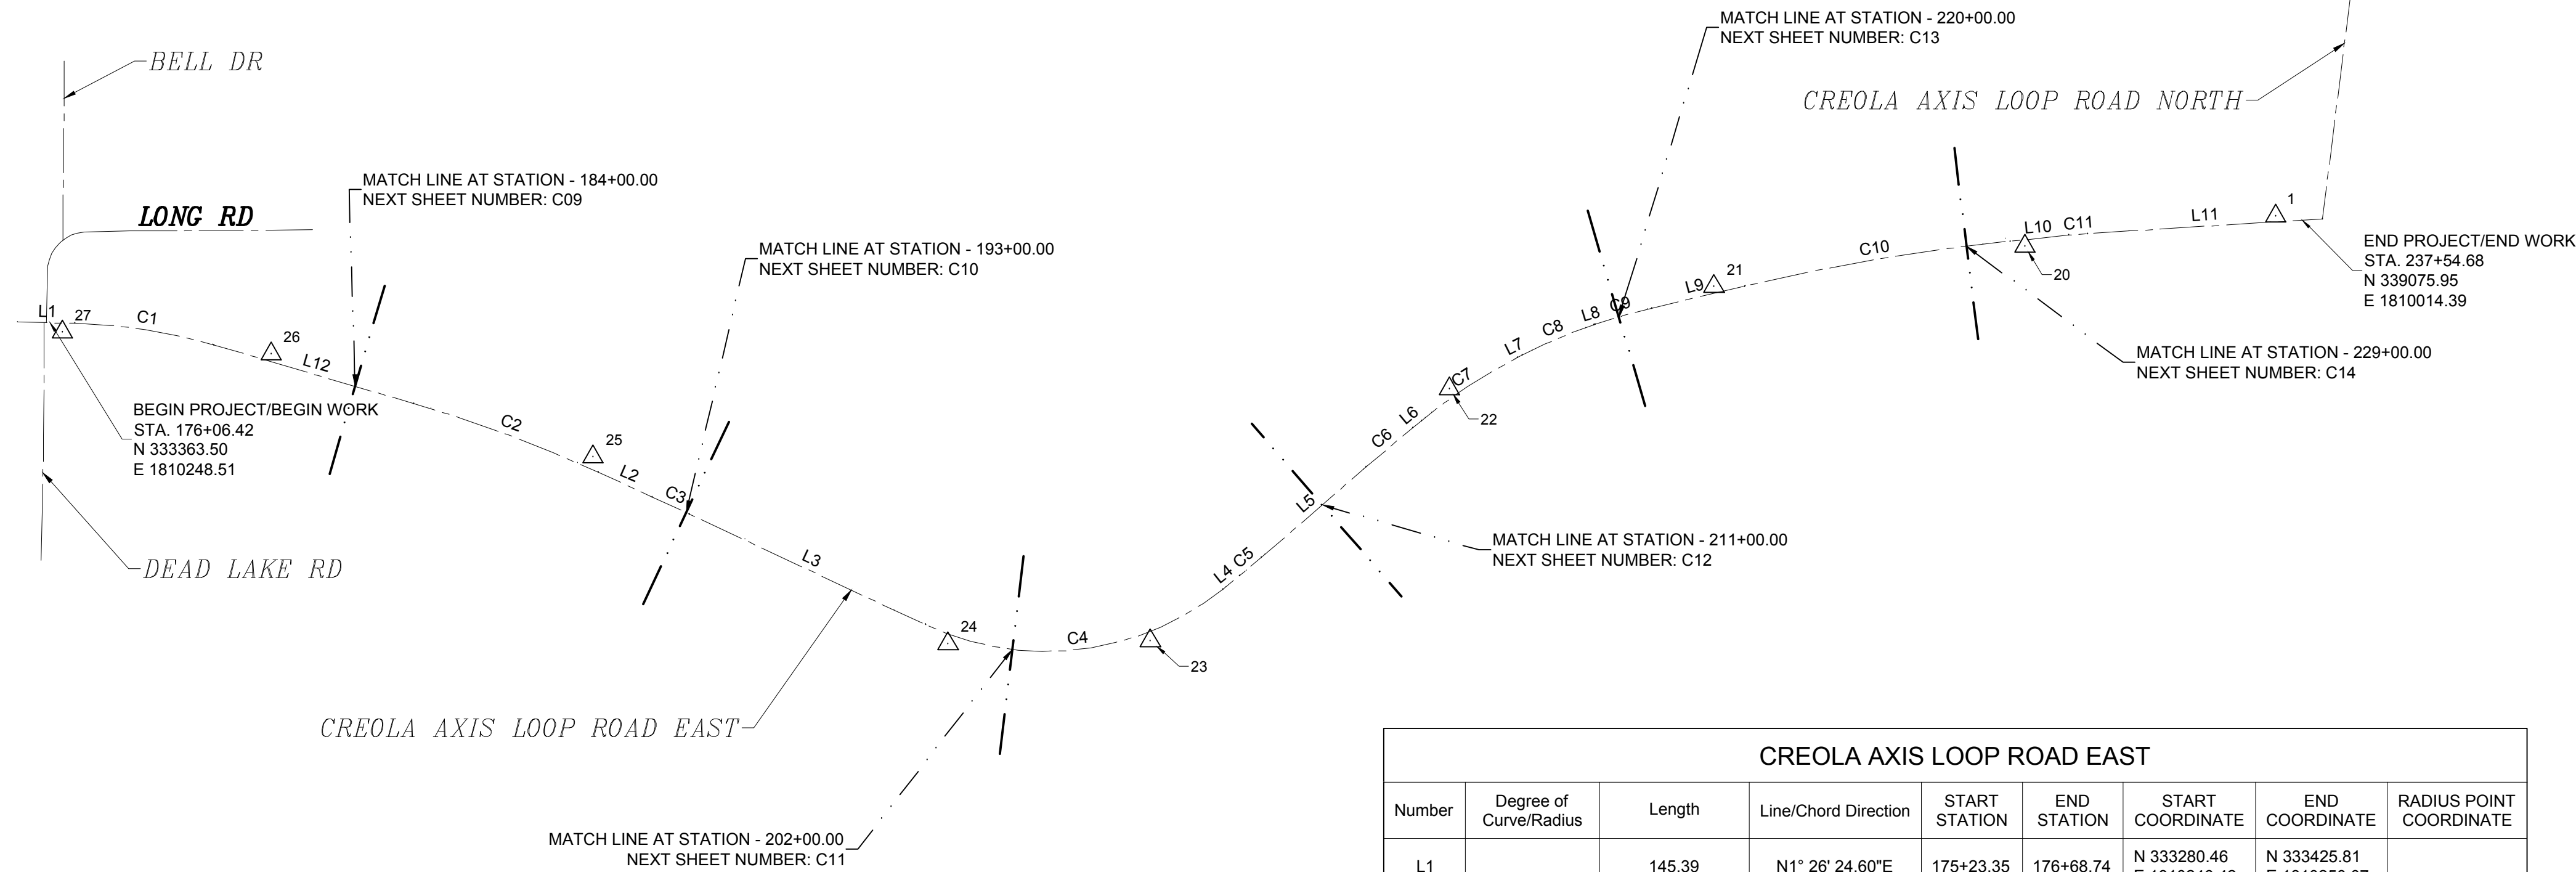 MATCH LINE AT STATION - 220+00.00
NEXT SHEET NUMBER: C13
BELL DR
CREOLA AXIS LOOP ROAD NORTH
MATCH LINE AT STATION - 184+00.00
NEXT SHEET NUMBER: C09
LONG RD
MATCH LINE AT STATION - 193+00.00
NEXT SHEET NUMBER: C10
1
L11
L10
C11
C10
20
END PROJECT/END WORK
STA. 237+54.68
N 339075.95
E 1810014.39
21
L9
C9
L8
C8
L7
L1
27
C1
26
L12
MATCH LINE AT STATION - 229+00.00
NEXT SHEET NUMBER: C14
BEGIN PROJECT/BEGIN WORK
STA. 176+06.42
N 333363.50
E 1810248.51
C7
22
L6
C6
C2
25
L2
C3
L5
MATCH LINE AT STATION - 211+00.00
NEXT SHEET NUMBER: C12
DEAD LAKE RD
L3
C5
L4
24
C4
23
CREOLA AXIS LOOP ROAD EAST
MATCH LINE AT STATION - 202+00.00
NEXT SHEET NUMBER: C11
CREOLA AXIS LOOP ROAD EAST
Number
Degree of
Curve/Radius
Length
Line/Chord Direction
START
STATION
END
STATION
START
COORDINATE
END
COORDINATE
RADIUS POINT
COORDINATE
L1
145.39
N1° 26' 24.60"E
175+23.35
176+68.74
N 333280.46
N 333425.81